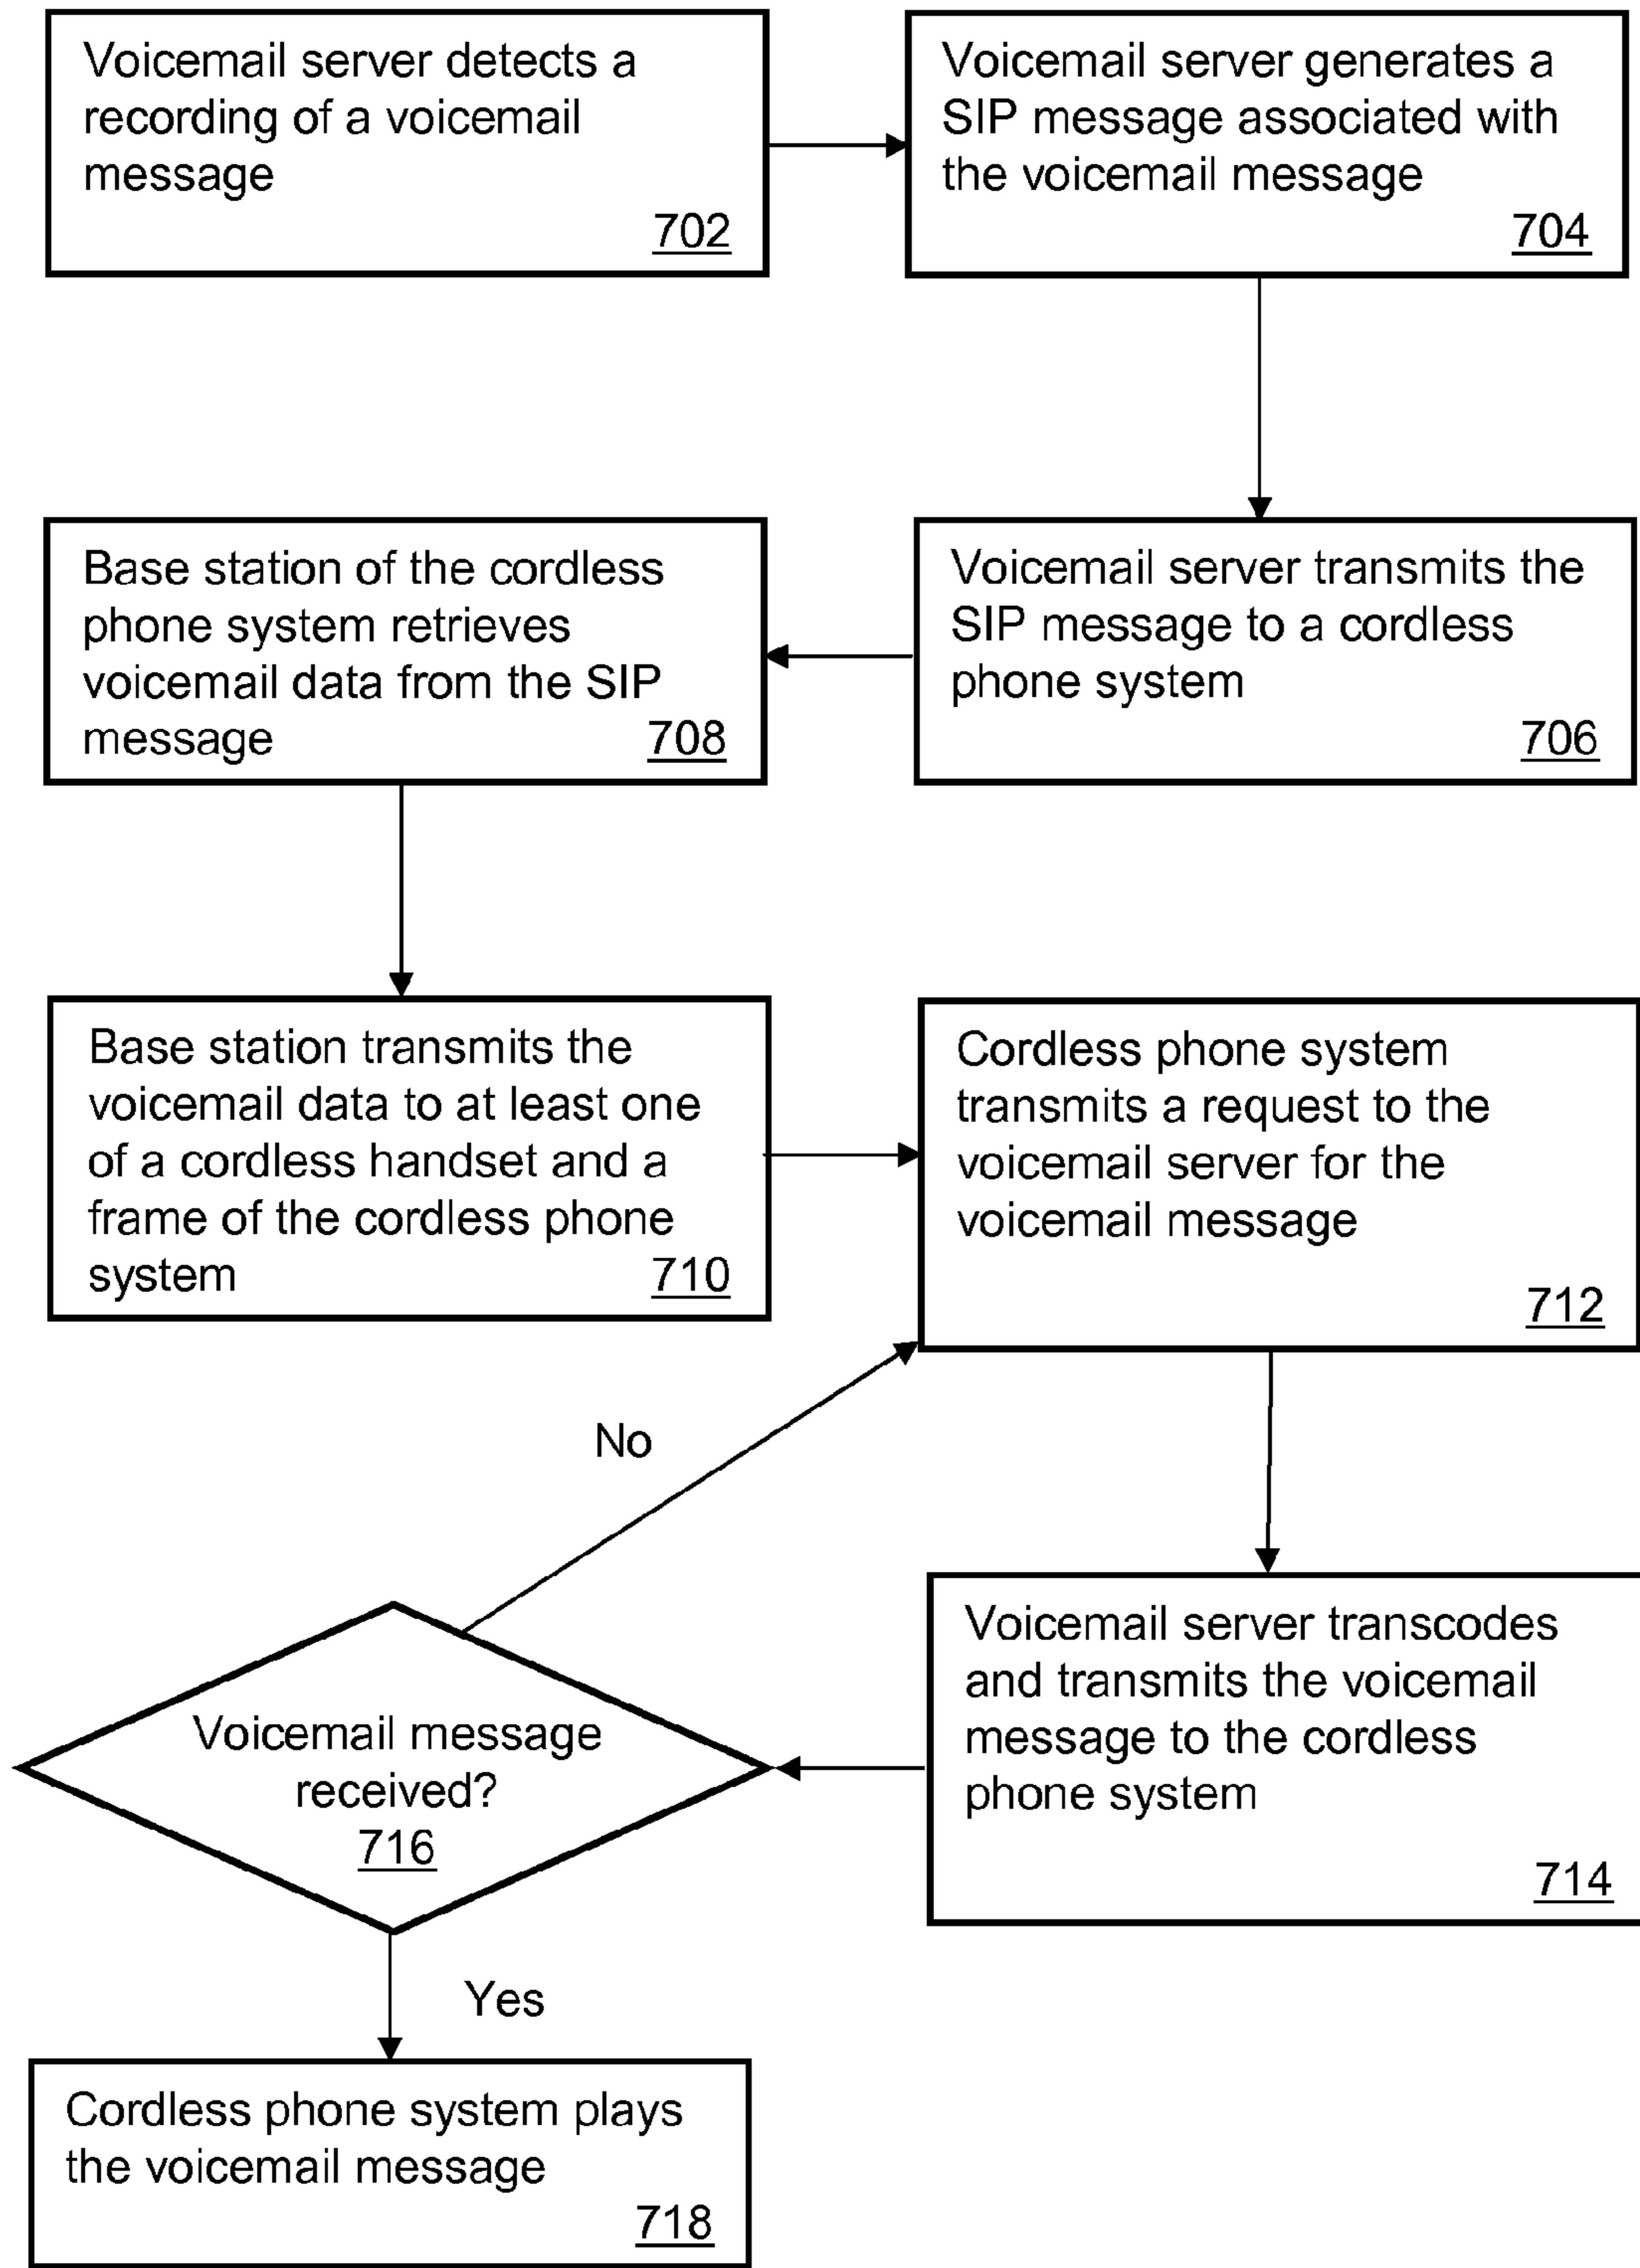 Voicemail server detects a
recording of a voicemail
message
702
Voicemail server generates a
SIP message associated with
the voicemail message
704
Voicemail server transmits the
SIP message to a cordless
phone system
706
Base station of the cordless
phone system retrieves
voicemail data from the SIP
message
708
Base station transmits the
voicemail data to at least one
of a cordless handset and a
frame of the cordless phone
system
710
Cordless phone system
transmits a request to the
voicemail server for the
voicemail message
712
Voicemail server transcodes
and transmits the voicemail
message to the cordless
phone system
714
Voicemail message
received?
716
No
Yes
Cordless phone system plays
the voicemail message
718